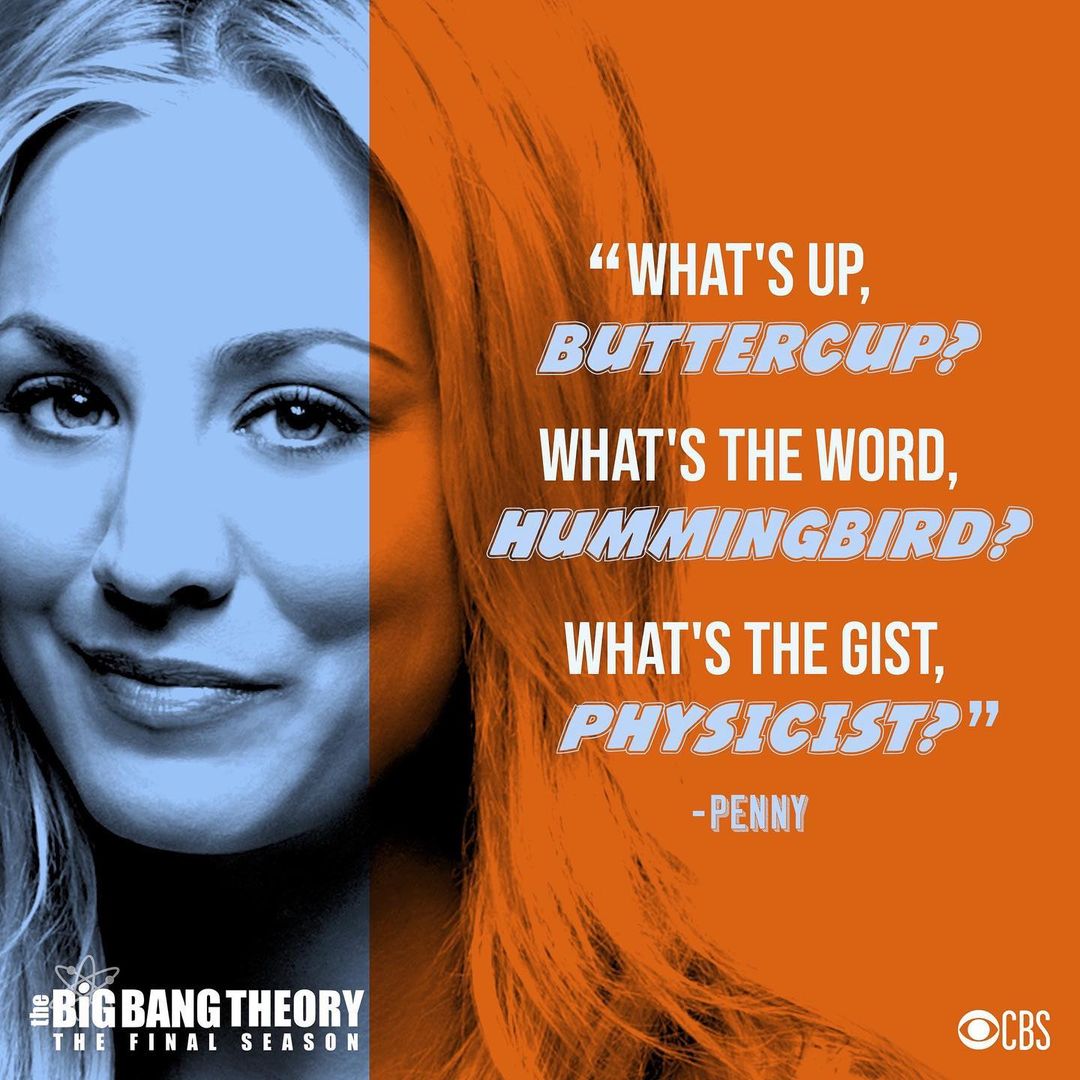 “WHAT'S UP,
BUTTERCUP?
WHAT'S THE WORD,
HUMMINGBIRD?
WHAT'S THE GIST,
PHYSICIST?”
-PENNY
the BIG BANG THEORY
THE FINAL SEASON
CBS